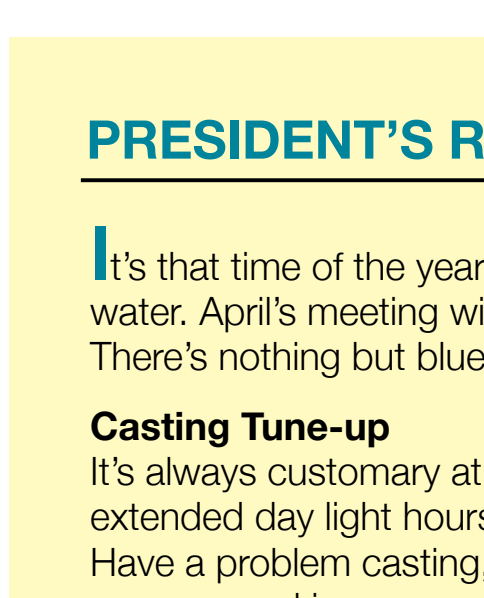 PRESIDENT’S R
It’s that time of the year
water. April’s meeting wi
There’s nothing but blue
Casting Tune-up
It’s always customary at
extended day light hours
Have a problem casting,